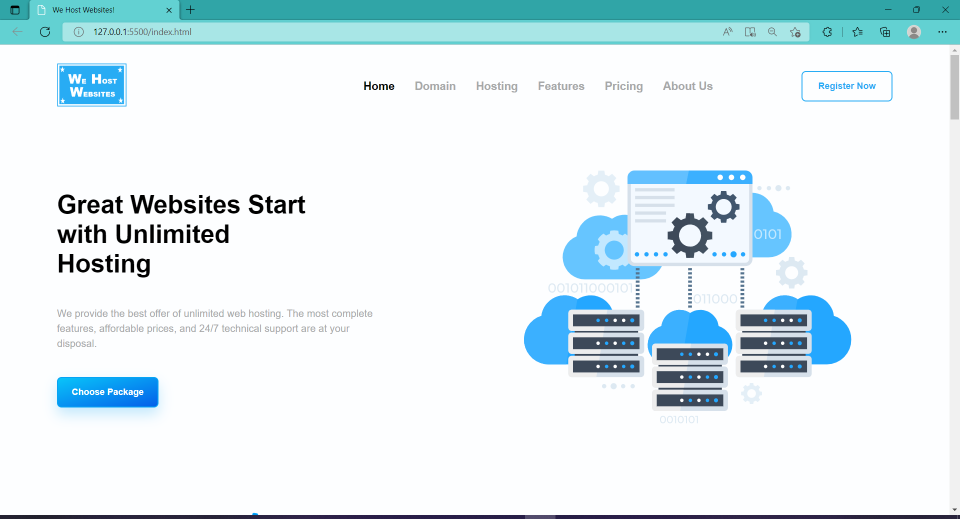 We Host Websites!
127.0.0.1:5500/index.html
We Host
Websites
Home Domain Hosting Features Pricing About Us
Register Now
Great Websites Start
with Unlimited
Hosting
We provide the best offer of unlimited web hosting. The most complete
features, affordable prices, and 24/7 technical support are at your
disposal.
Choose Package
0101
001011000101
011000
0010101